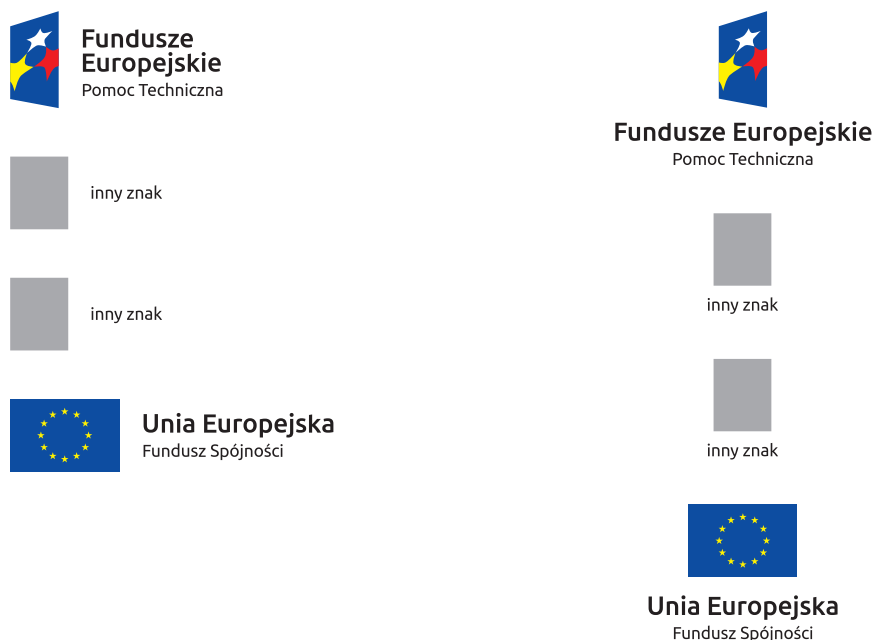 Fundusze
Europejskie
Pomoc Techniczna
inny znak
inny znak
Unia Europejska
Fundusz Spójności
Fundusze Europejskie
Pomoc Techniczna
inny znak
inny znak
Unia Europejska
Fundusz Spójności